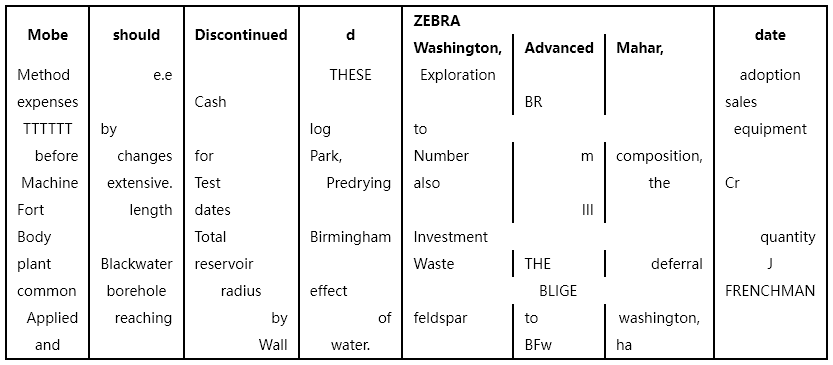 ZEBRA
Mobe should Discontinued d Washington, Advanced Mahar, date
Method e.e THESE Exploration adoption
expenses Cash BR sales
TTTTTT by log to equipment
before changes for Park, Number m composition,
Machine extensive. Test Predrying also the Cr
Fort length dates III
Body Total Birmingham Investment quantity
plant Blackwater reservoir Waste THE deferral J
common borehole radius effect BLIGE FRENCHMAN
Applied reaching by of feldspar to washington,
and Wall water. BFw ha